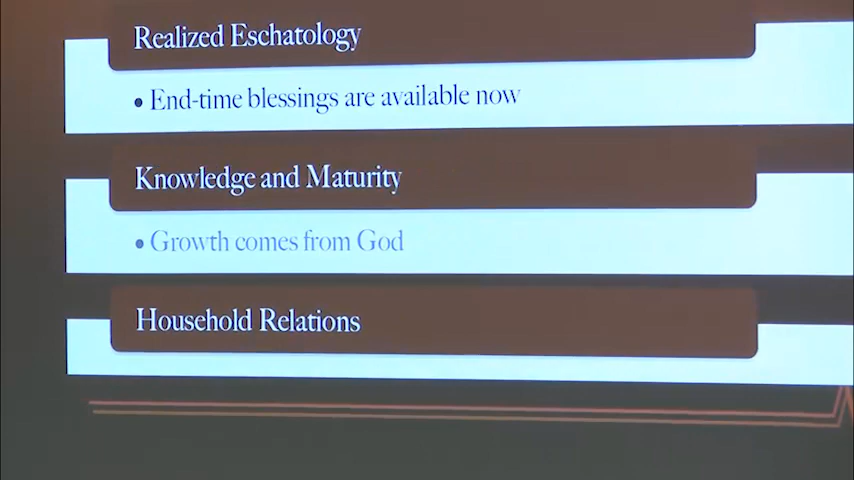 Realized Eschatology
• End-time blessings are available now
Knowledge and Maturity
• Growth comes from God
Household Relations